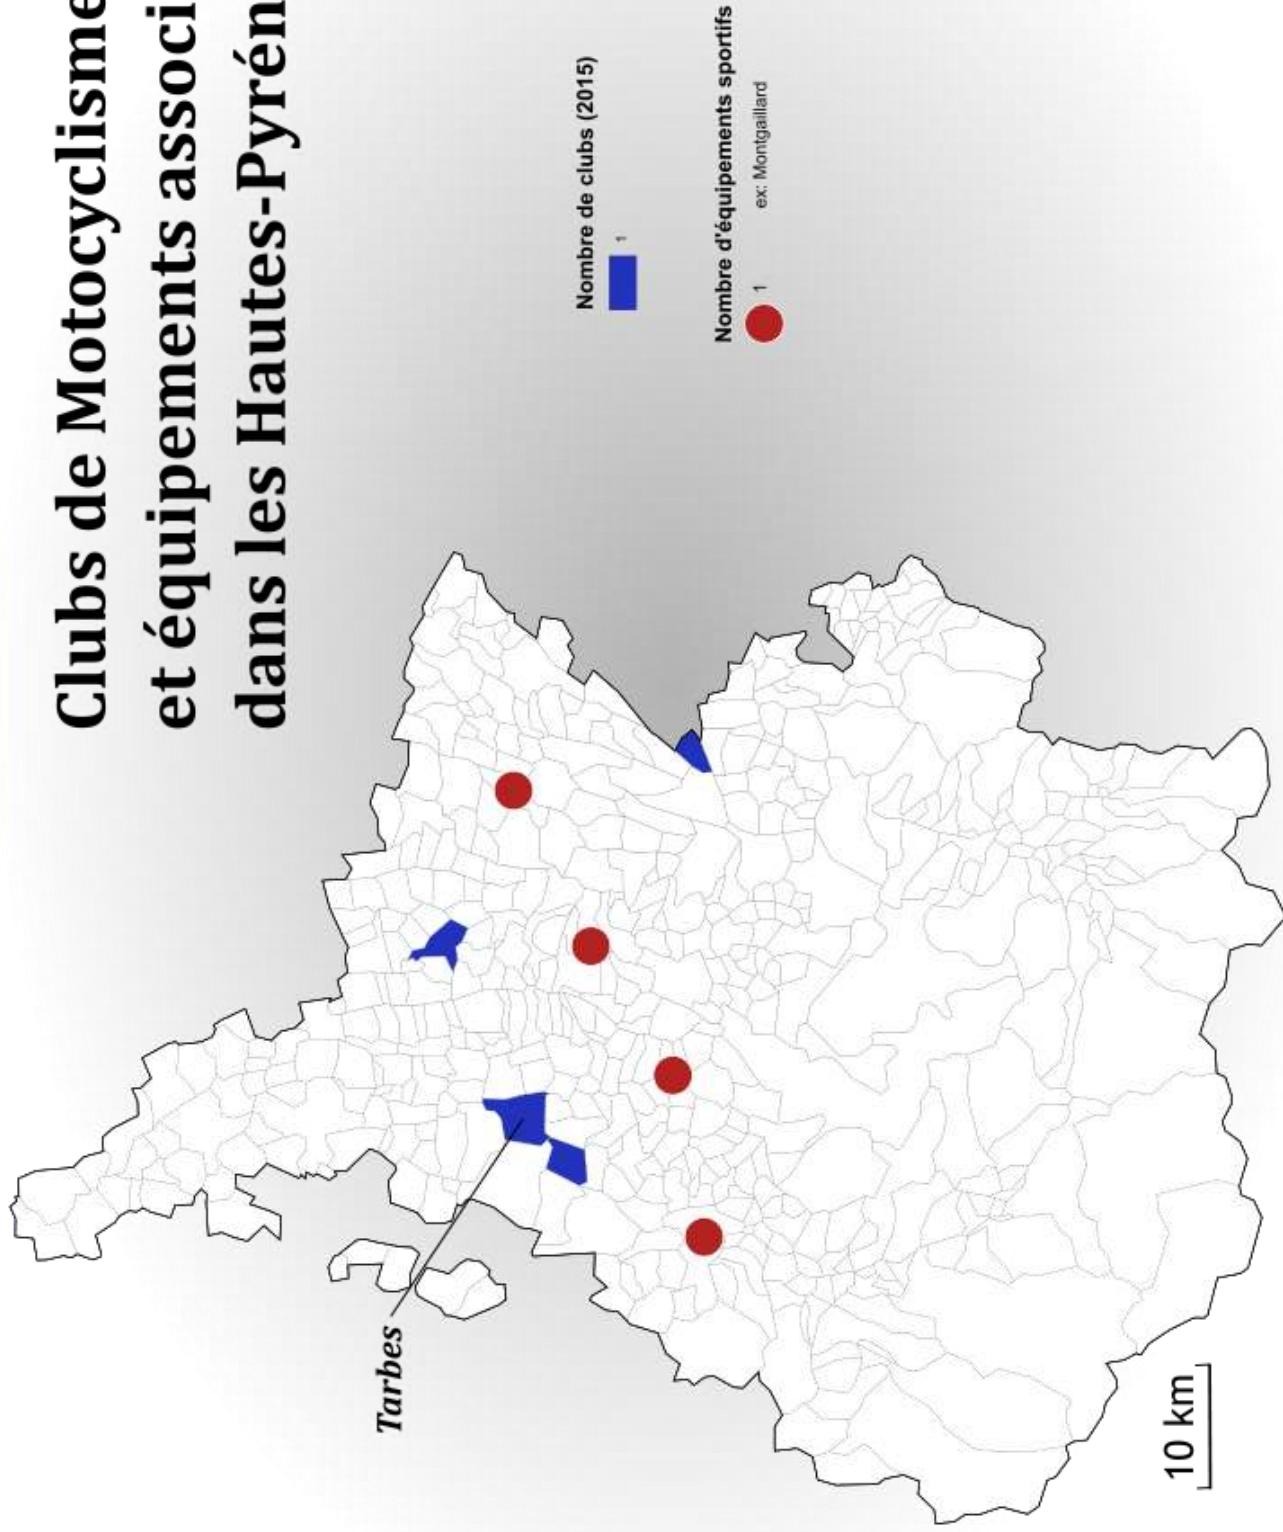 Clubs de Motocyclisme
et équipements associ
dans les Hautes-Pyrén
Nombre de clubs (2015)
1
Nombre d'équipements sportifs
1 ex: Montgaillard
Tarbes
10 km